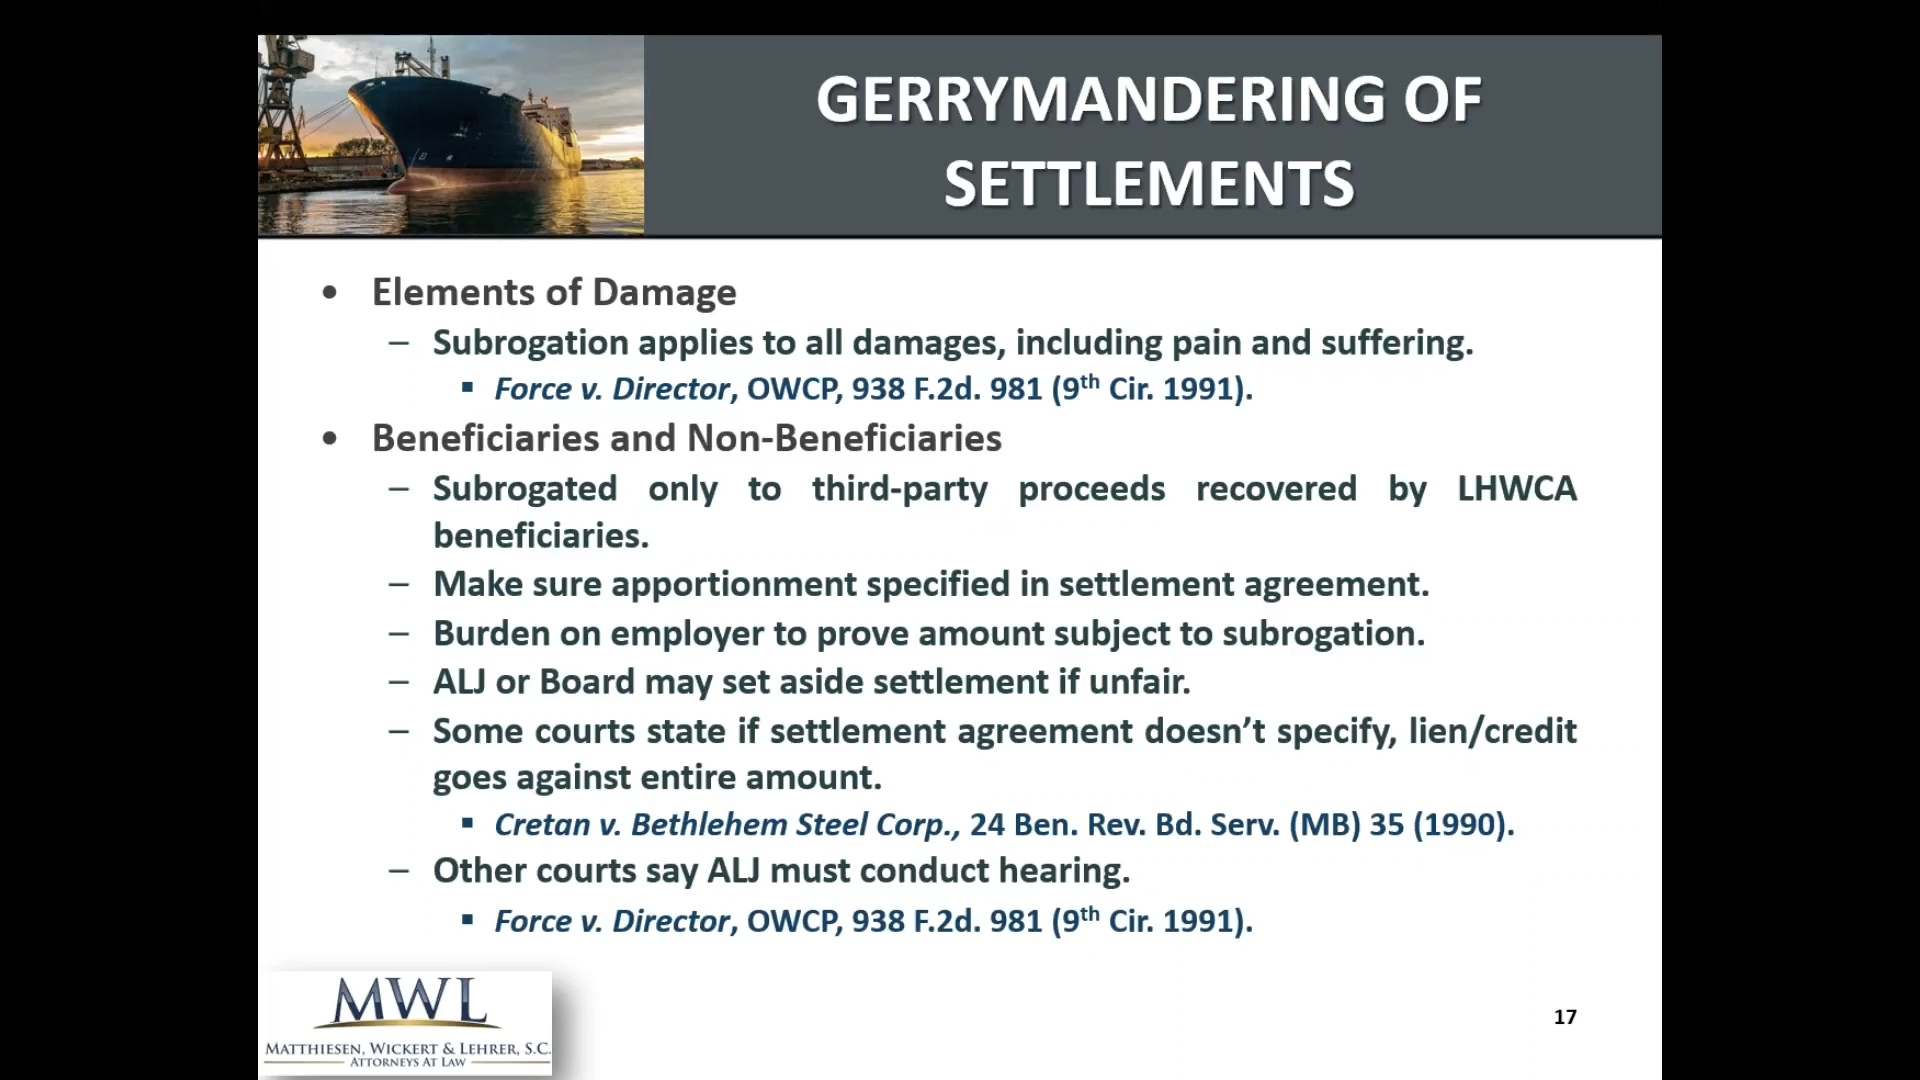 GERRYMANDERING OF
SETTLEMENTS
• Elements of Damage
– Subrogation applies to all damages, including pain and suffering.
▪ Force v. Director, OWCP, 938 F.2d. 981 (9th Cir. 1991).
• Beneficiaries and Non-Beneficiaries
– Subrogated only to third-party proceeds recovered by LHWCA
beneficiaries.
– Make sure apportionment specified in settlement agreement.
– Burden on employer to prove amount subject to subrogation.
– ALJ or Board may set aside settlement if unfair.
– Some courts state if settlement agreement doesn’t specify, lien/credit
goes against entire amount.
▪ Cretan v. Bethlehem Steel Corp., 24 Ben. Rev. Bd. Serv. (MB) 35 (1990).
– Other courts say ALJ must conduct hearing.
▪ Force v. Director, OWCP, 938 F.2d. 981 (9th Cir. 1991).
MWL
MATTHIESEN, WICKERT & LEHRER, S.C.
ATTORNEYS AT LAW
17